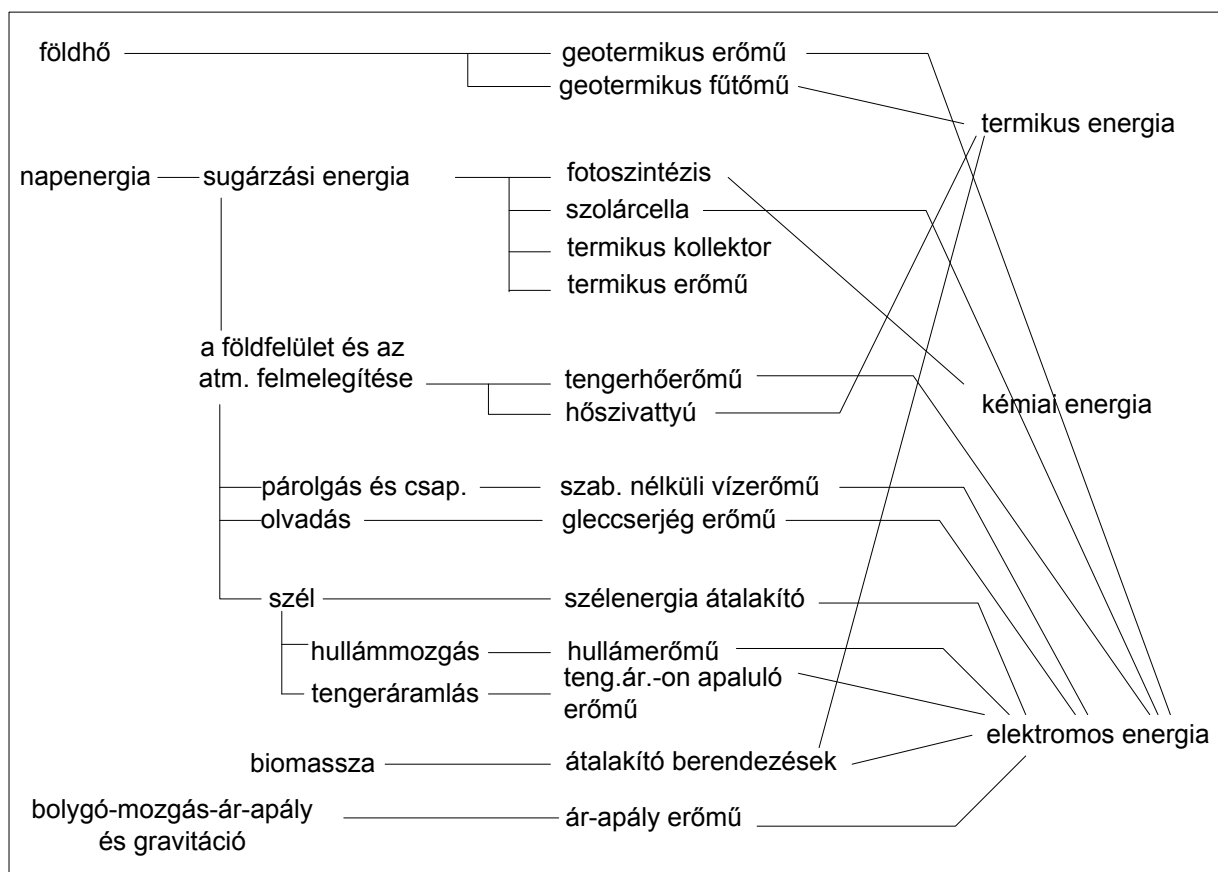 földhő
geotermikus erőmű
geotermikus fűtőmű
termikus energia
napenergia
sugárzási energia
fotoszintézis
szolárcella
termikus kollektor
termikus erőmű
a földfelület és az
atm. felmelegítése
tengerhőerőmű
hőszivattyú
kémiai energia
párolgás és csap.
szab. nélküli vízerőmű
olvadás
gleccserjég erőmű
szél
szélenergia átalakító
hullámmozgás
hullámerőmű
tengeráramlás
teng.ár.-on apaluló
erőmű
elektromos energia
biomassza
átalakító berendezések
bolygó-mozgás-ár-apály
és gravitáció
ár-apály erőmű